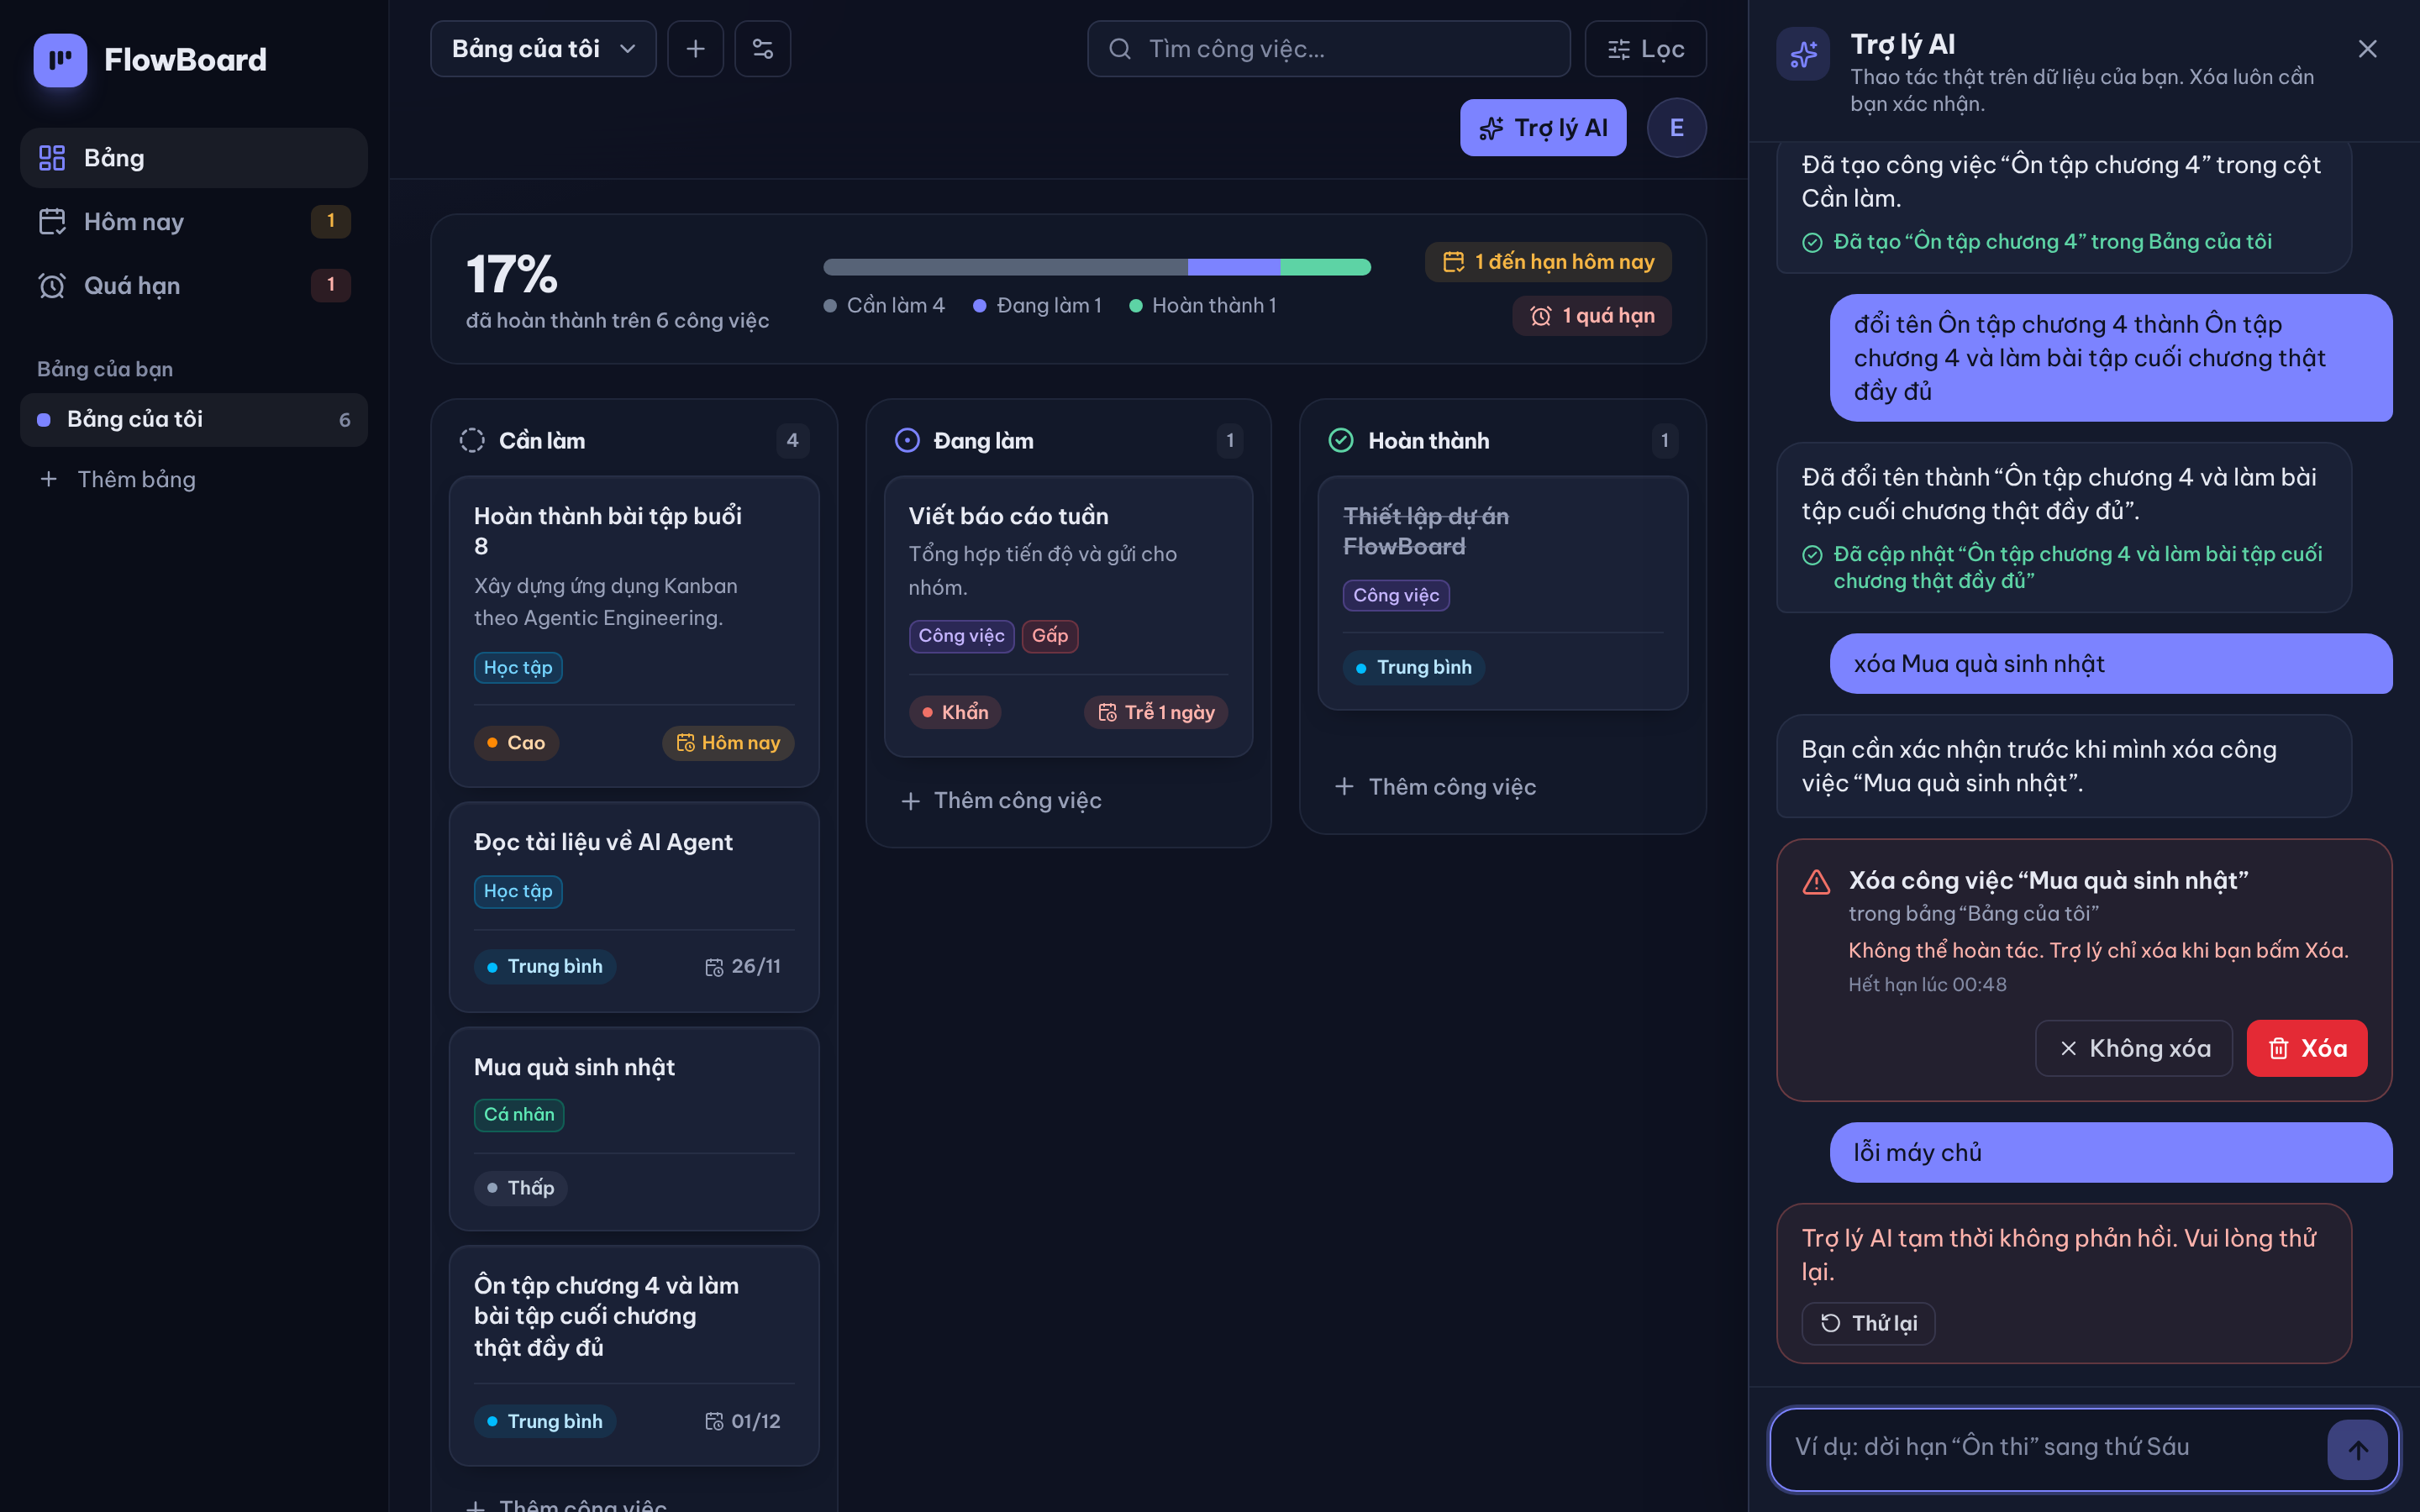 FlowBoard
Bảng
Hôm nay
1
Quá hạn
1
Bảng của bạn
Bảng của tôi
6
Thêm bảng
Bảng của tôi
Tìm công việc...
Lọc
Trợ lý AI
E
17%
đã hoàn thành trên 6 công việc
Cần làm 4
Đang làm 1
Hoàn thành 1
1 đến hạn hôm nay
1 quá hạn
Cần làm
4
Hoàn thành bài tập buổi
8
Xây dựng ứng dụng Kanban
theo Agentic Engineering.
Học tập
Cao
Hôm nay
Đọc tài liệu về AI Agent
Học tập
Trung bình
26/11
Mua quà sinh nhật
Cá nhân
Thấp
Ôn tập chương 4 và làm
bài tập cuối chương
thật đầy đủ
Trung bình
01/12
Thêm công việc
Đang làm
1
Viết báo cáo tuần
Tổng hợp tiến độ và gửi cho
nhóm.
Công việc
Gấp
Khẩn
Trễ 1 ngày
Thêm công việc
Hoàn thành
1
Thiết lập dự án
FlowBoard
Công việc
Trung bình
Thêm công việc
Trợ lý AI
Thao tác thật trên dữ liệu của bạn. Xóa luôn cần
bạn xác nhận.
Đã tạo công việc “Ôn tập chương 4” trong cột
Cần làm.
Đã tạo “Ôn tập chương 4” trong Bảng của tôi
đổi tên Ôn tập chương 4 thành Ôn tập
chương 4 và làm bài tập cuối chương thật
đầy đủ
Đã đổi tên thành “Ôn tập chương 4 và làm bài
tập cuối chương thật đầy đủ”.
Đã cập nhật “Ôn tập chương 4 và làm bài tập cuối
chương thật đầy đủ”
xóa Mua quà sinh nhật
Bạn cần xác nhận trước khi mình xóa công
việc “Mua quà sinh nhật”.
Xóa công việc “Mua quà sinh nhật”
trong bảng “Bảng của tôi”
Không thể hoàn tác. Trợ lý chỉ xóa khi bạn bấm Xóa.
Hết hạn lúc 00:48
Không xóa
Xóa
lỗi máy chủ
Trợ lý AI tạm thời không phản hồi. Vui lòng thử
lại.
Thử lại
Ví dụ: dời hạn “Ôn thi” sang thứ Sáu